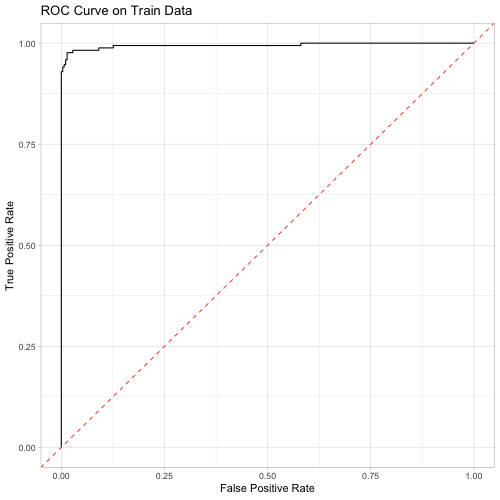 ROC Curve on Train Data
True Positive Rate
1.00
0.75
0.50
0.25
0.00
0.00 0.25 0.50 0.75 1.00
False Positive Rate